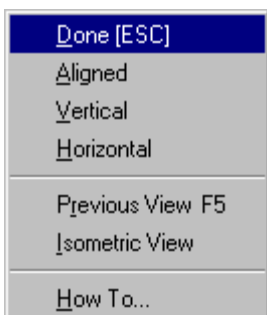 Done [ESC]
Aligned
Vertical
Horizontal
Previous View F5
Isometric View
How To...